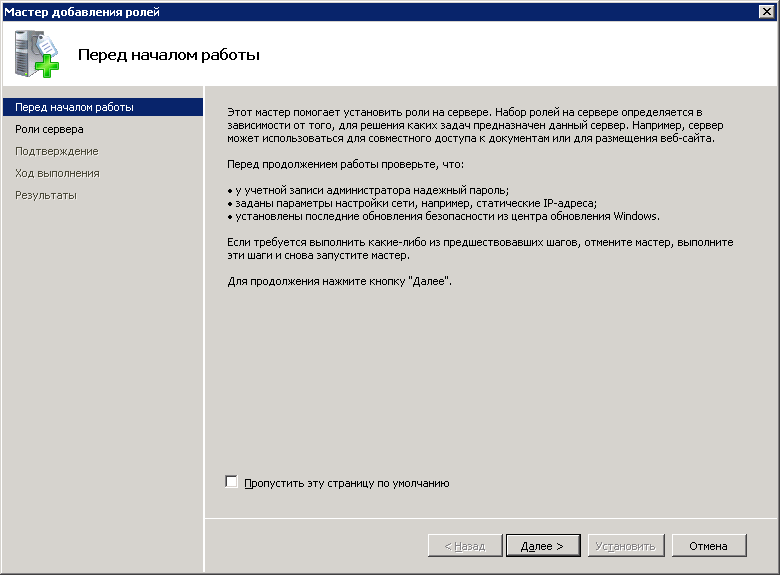 Мастер добавления ролей
Перед началом работы
Перед началом работы
Роли сервера
Подтверждение
Ход выполнения
Результаты
Этот мастер помогает установить роли на сервере. Набор ролей на сервере определяется в
зависимости от того, для решения каких задач предназначен данный сервер. Например, сервер
может использоваться для совместного доступа к документам или для размещения веб-сайта.
Перед продолжением работы проверьте, что:
• у учетной записи администратора надежный пароль;
• заданы параметры настройки сети, например, статические IP-адреса;
• установлены последние обновления безопасности из центра обновления Windows.
Если требуется выполнить какие-либо из предшествовавших шагов, отмените мастер, выполните
эти шаги и снова запустите мастер.
Для продолжения нажмите кнопку "Далее".
Пропустить эту страницу по умолчанию
< Назад
Далее >
Установить
Отмена